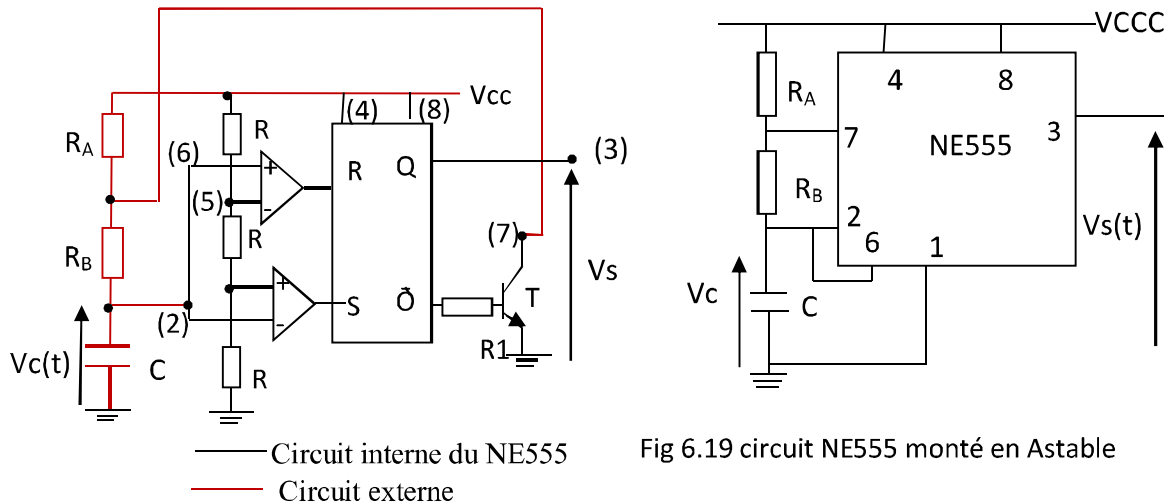 VCCC
Vcc
(4)
(8)
4
8
R
RA
RA
(6)
+
R
Q
(3)
NE555
3
7
-
(5)
R
RB
(7)
RB
2
6
1
Vs(t)
+
Vs
S
Q̄
T
(2)
-
Vc
C
R1
Vc(t)
C
R
Circuit interne du NE555
Fig 6.19 circuit NE555 monté en Astable
Circuit externe